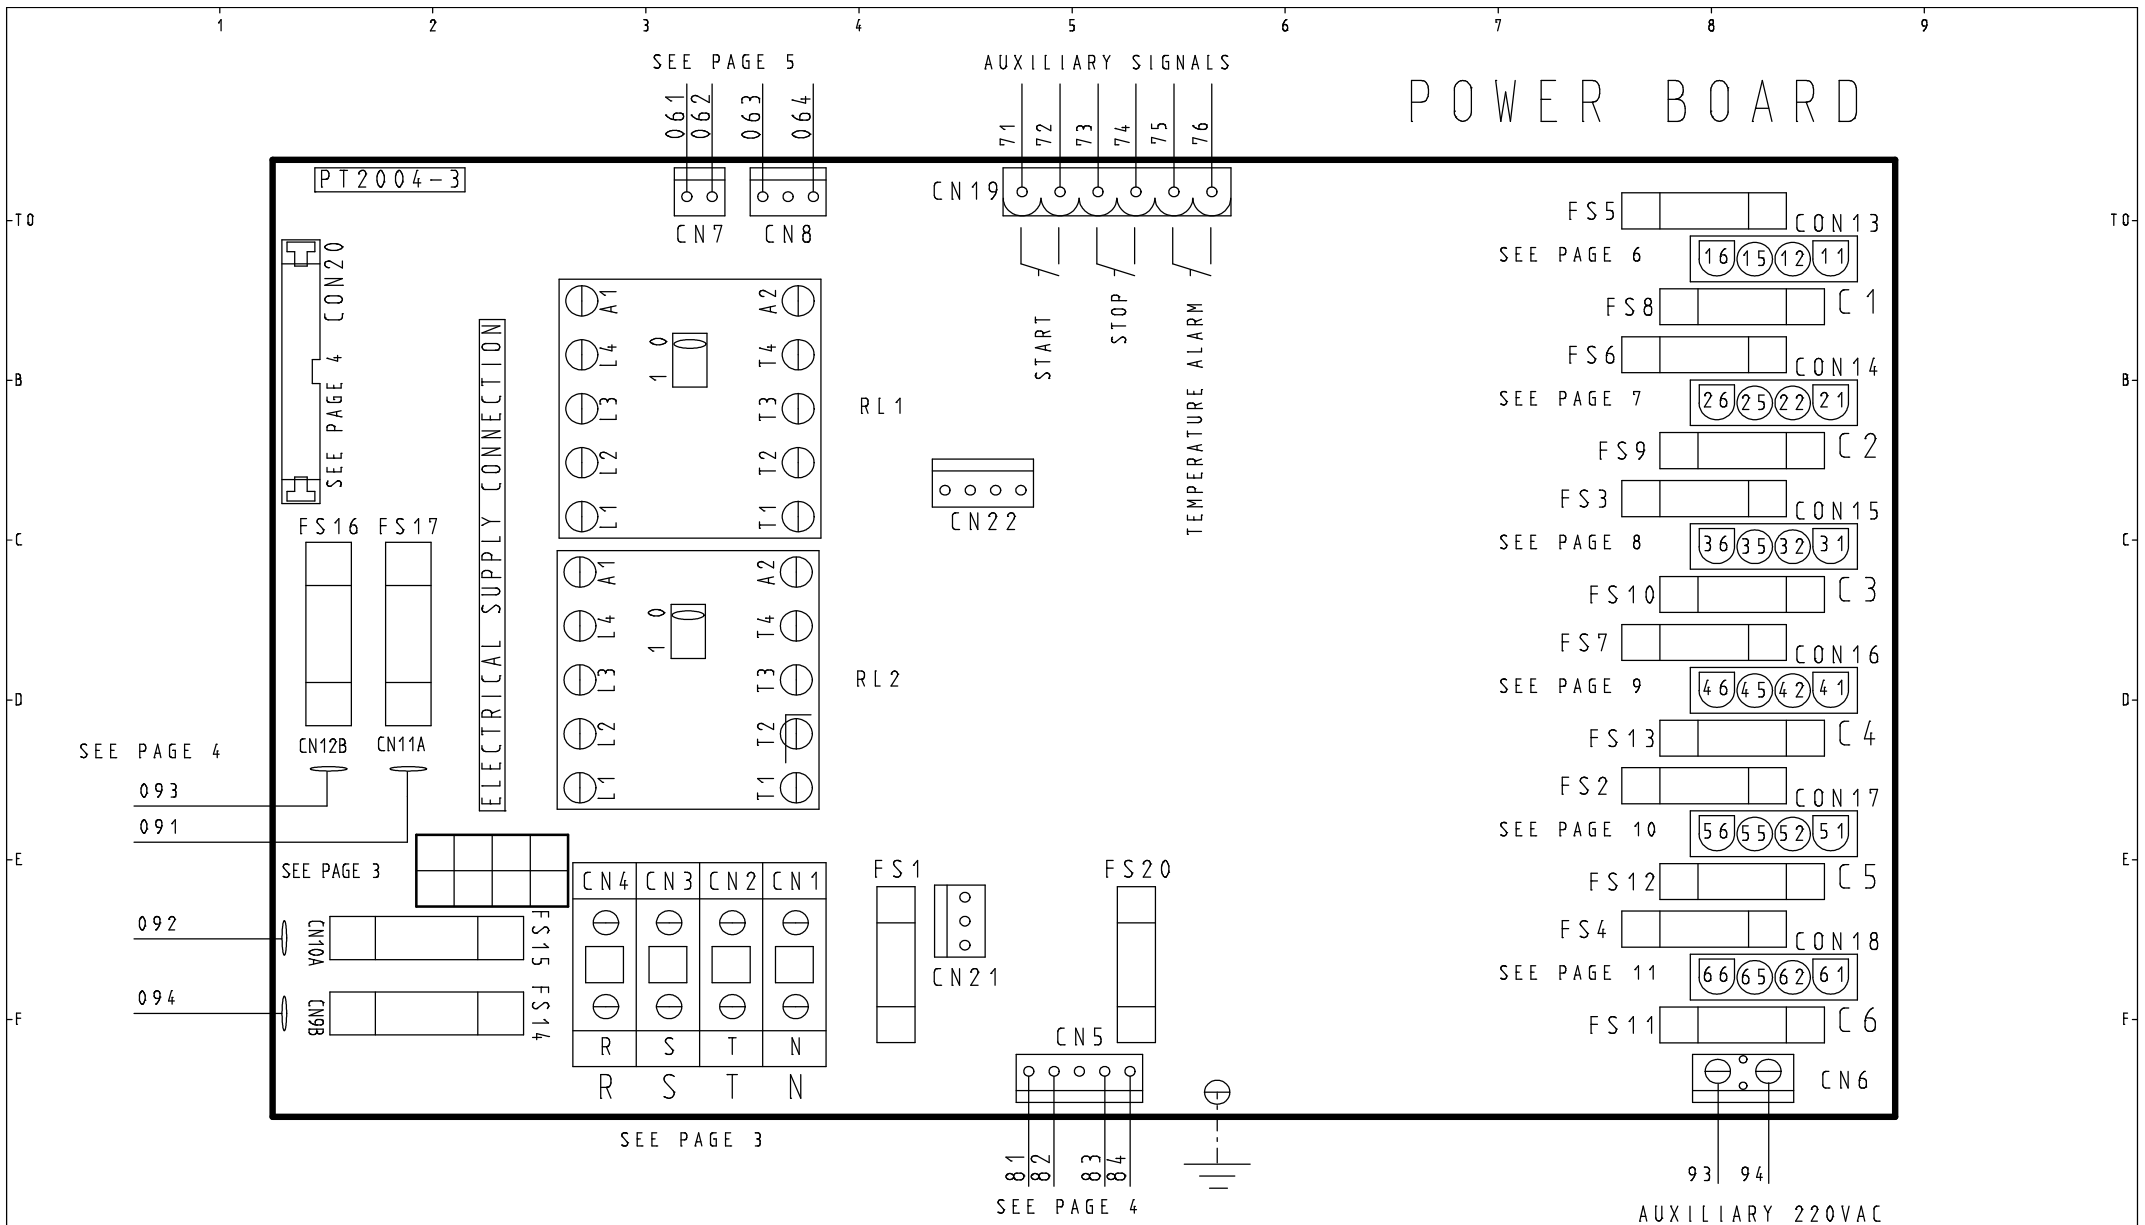 1 2 3 4 5 6 7 8 9
SEE PAGE 5
AUXILIARY SIGNALS
POWER BOARD
061
062
063
064
71
72
73
74
75
76
PT2004-3
CN7
CN8
CN19
START
STOP
TEMPERATURE ALARM
TO
B
C
D
E
F
TO
B
C
D
E
F
CON20
SEE PAGE 4
ELECTRICAL SUPPLY CONNECTION
FS16
FS17
CN12B
CN11A
A1
L4
L3
L2
L1
A2
T4
T3
T2
T1
1 0
RL1
A1
L4
L3
L2
L1
A2
T4
T3
T2
T1
1 0
RL2
CN22
FS5
CON13
SEE PAGE 6
16 15 12 11
FS8
C1
FS6
CON14
SEE PAGE 7
26 25 22 21
FS9
C2
FS3
CON15
SEE PAGE 8
36 35 32 31
FS10
C3
FS7
CON16
SEE PAGE 9
46 45 42 41
FS13
C4
FS2
CON17
SEE PAGE 10
56 55 52 51
FS12
C5
FS4
CON18
SEE PAGE 11
66 65 62 61
FS11
C6
CN6
93 94
AUXILIARY 220VAC
SEE PAGE 4
093
091
SEE PAGE 3
092
CN10A
FS15
094
CN9B
FS14
CN4 CN3 CN2 CN1
R S T N
R S T N
SEE PAGE 3
FS1
CN21
FS20
CN5
81
82
83
84
SEE PAGE 4